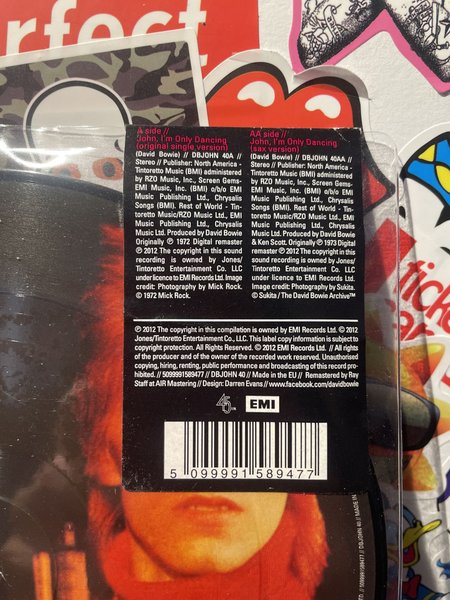 erfect
A side //
John, I'm Only Dancing
(original single version)
(David Bowie) // DBJOHN 40A //
Stereo // Publisher: North America -
Tintoretto Music (BMI) administered
by RZO Music, Inc., Screen Gems-
EMI Music, Inc. (BMI) o/b/o EMI
Music Publishing Ltd., Chrysalis
Songs (BMI). Rest of World - Tin-
toretto Music/RZO Music Ltd., EMI
Music Publishing Ltd., Chrysalis
Music Ltd. Produced by David Bowie
Originally ℗ 1972 Digital remaster
℗ 2012 The copyright in this sound
recording is owned by Jones/
Tintoretto Entertainment Co. LLC
under licence to EMI Records Ltd. Image
credit: Photography by Mick Rock.
© 1972 Mick Rock.
AA side //
John, I'm Only Dancing
(sax version)
(David Bowie) // DBJOHN 40AA //
Stereo // Publisher: North America -
Tintoretto Music (BMI) administered
by RZO Music, Inc., Screen Gems-
EMI Music, Inc. (BMI) o/b/o EMI
Music Publishing Ltd., Chrysalis
Songs (BMI). Rest of World -
Tintoretto Music/RZO Music Ltd.,
EMI Music Publishing Ltd., Chrysalis
Music Ltd. Produced by David Bowie
& Ken Scott. Originally ℗ 1973 Digital
remaster ℗ 2012 The copyright in this
sound recording is owned by Jones/
Tintoretto Entertainment Co. LLC
under licence to EMI Records Ltd. Image
credit: Photography by Sukita.
© Sukita / The David Bowie Archive™
℗ 2012 The copyright in this compilation is owned by EMI Records Ltd. © 2012
Jones/Tintoretto Entertainment Co., LLC. This label copy information is subject to
copyright protection. All Rights Reserved. © 2012 EMI Records Ltd. // All rights
of the producer and of the owner of the recorded work reserved. Unauthorised
copying, hiring, renting, public performance and broadcasting of this record pro-
hibited. // 5099991589477 // DBJOHN 40 // Made in the EU // Remastered by Ray
Staff at AIR Mastering // Design: Darren Evans // www.facebook.com/davidbowie
40
EMI
5 099991 589477
5099991589477 // DBJOHN 40 // MADE IN